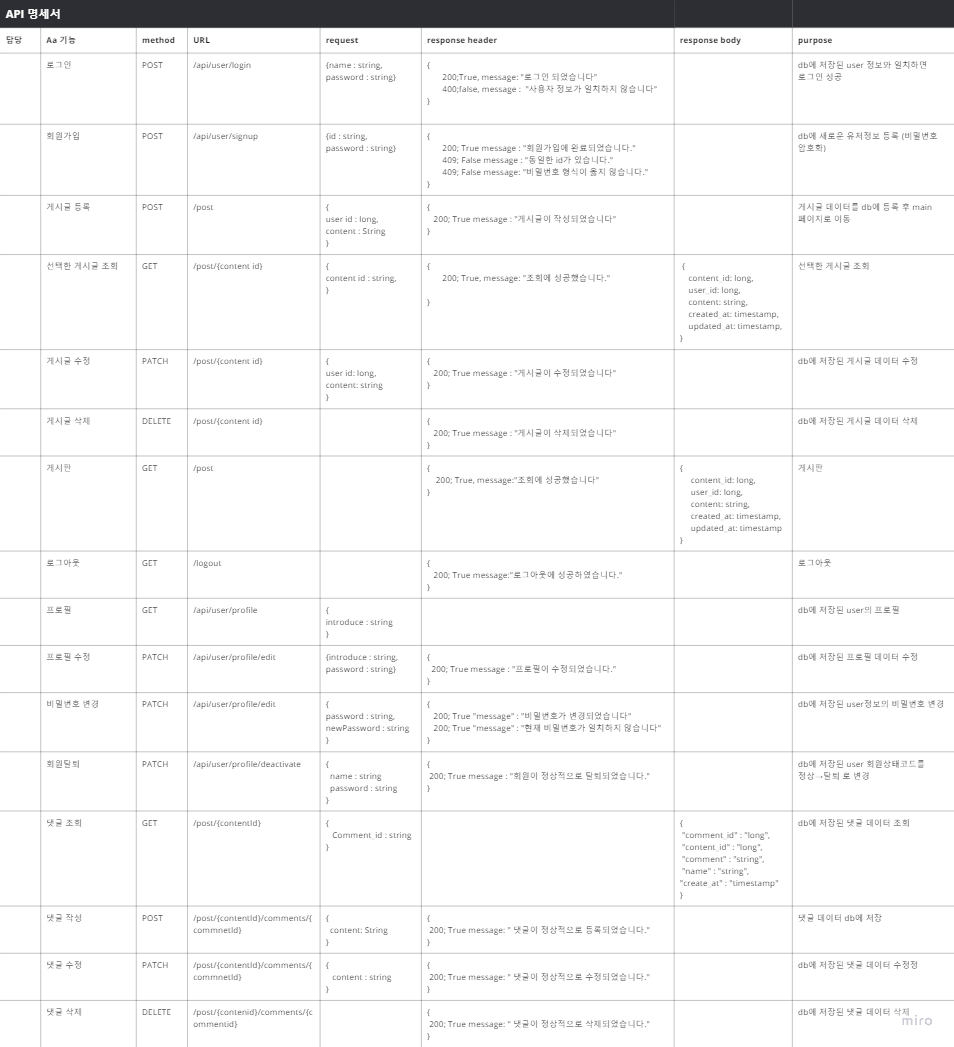 API 명세서
담당 Aa 기능 method URL request response header response body purpose
로그인 POST /api/user/login {name : string, { db에 저장된 user 정보와 일치하면
password : string} 200;True, message: "로그인 되었습니다" 로그인 성공
400;false, message : "사용자 정보가 일치하지 않습니다"
}
회원가입 POST /api/user/signup {id : string, { db에 새로운 유저정보 등록 (비밀번호
password : string} 200; True message : "회원가입에 완료되었습니다." 암호화)
409; False message : "동일한 id가 있습니다."
409; False message: "비밀번호 형식이 옳지 않습니다."
}
게시글 등록 POST /post { { 게시글 데이터를 db에 등록 후 main
user id : long, 200; True message : "게시글이 작성되었습니다" 페이지로 이동
content : String }
}
선택한 게시글 조회 GET /post/{content id} { { { 선택한 게시글 조회
content id : string, 200; True, message: "조회에 성공했습니다." content_id: long,
} user_id: long,
} content: string,
created_at: timestamp,
updated_at: timestamp,
}
게시글 수정 PATCH /post/{content id} { { db에 저장된 게시글 데이터 수정
user id: long, 200; True message : "게시글이 수정되었습니다"
content: string }
}
게시글 삭제 DELETE /post/{content id} { db에 저장된 게시글 데이터 삭제
200; True message : "게시글이 삭제되었습니다"
}
게시판 GET /post { { 게시판
200; True, message:"조회에 성공했습니다" content_id: long,
} user_id: long,
content: string,
created_at: timestamp,
updated_at: timestamp
}
로그아웃 GET /logout { 로그아웃
200; True message:"로그아웃에 성공하였습니다."
}
프로필 GET /api/user/profile { db에 저장된 user의 프로필
introduce : string
}
프로필 수정 PATCH /api/user/profile/edit {introduce : string, { db에 저장된 프로필 데이터 수정
password : string} 200; True message : "프로필이 수정되었습니다."
}
비밀번호 변경 PATCH /api/user/profile/edit { { db에 저장된 user정보의 비밀번호 변경
password : string, 200; True "message" : "비밀번호가 변경되었습니다"
newPassword : string 200; True "message" : "현재 비밀번호가 일치하지 않습니다"
} }
회원탈퇴 PATCH /api/user/profile/deactivate { { db에 저장된 user 회원상태코드를
name : string 200; True message : "회원이 정상적으로 탈퇴되었습니다." 정상→탈퇴 로 변경
password : string }
}
댓글 조회 GET /post/{contentId} { { db에 저장된 댓글 데이터 조회
Comment_id : string "comment_id" : "long",
} "content_id" : "long",
"comment" : "string",
"name" : "string",
"create_at" : "timestamp"
}
댓글 작성 POST /post/{contentId}/comments/{ { { 댓글 데이터 db에 저장
commnetId} content: String 200; True message: " 댓글이 정상적으로 등록되었습니다."
} }
댓글 수정 PATCH /post/{contentId}/comments/{ { { db에 저장된 댓글 데이터 수정정
commnetId} content : string 200; True message: " 댓글이 정상적으로 수정되었습니다."
} }
댓글 삭제 DELETE /post/{contenid}/comments/{c { db에 저장된 댓글 데이터 삭제
ommentid} 200; True message: " 댓글이 정상적으로 삭제되었습니다."
}
miro